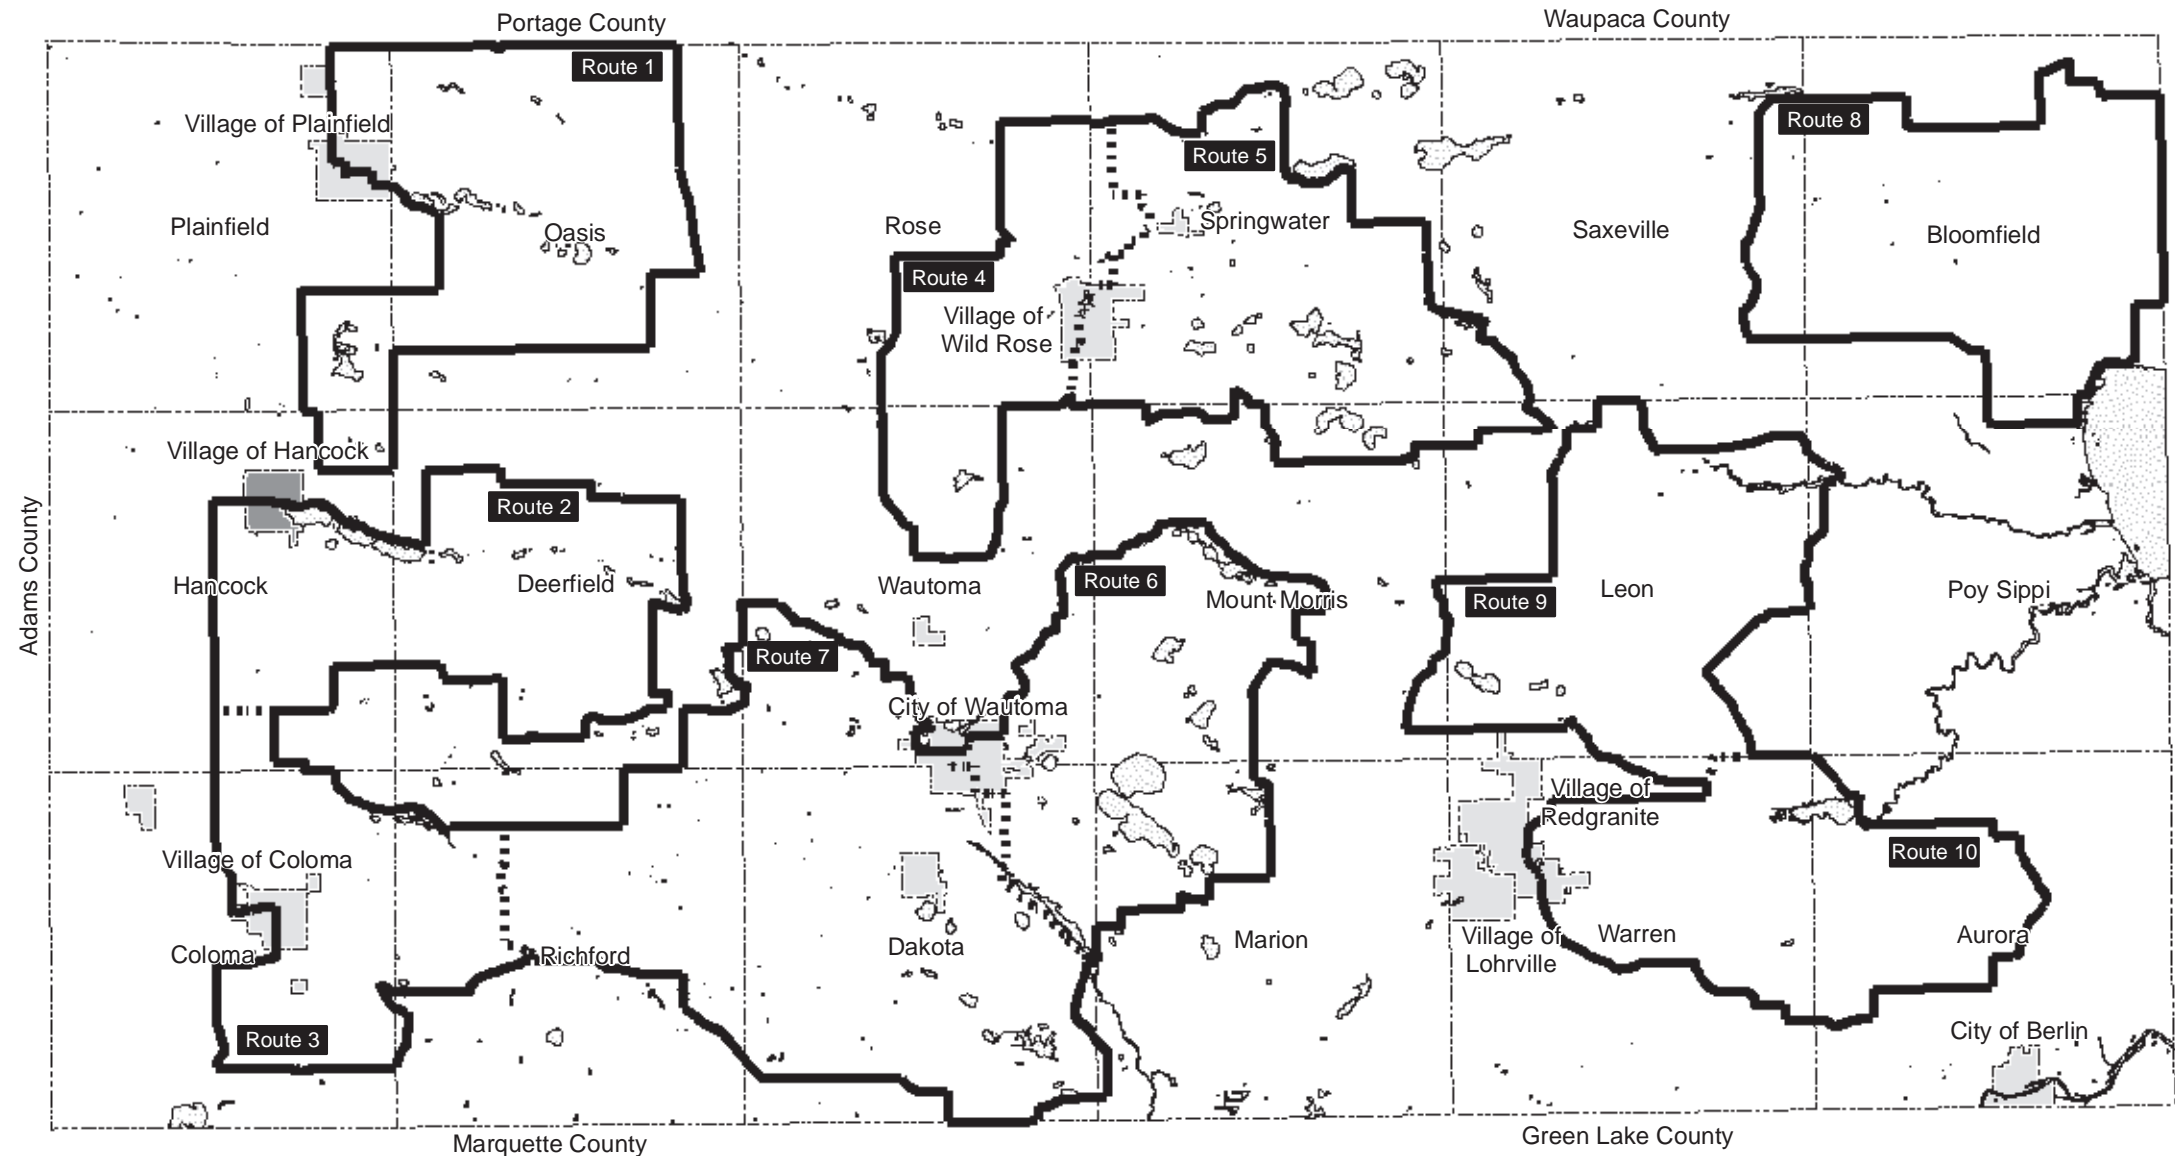 Portage County
Waupaca County
Route 1
Route 8
Village of Plainfield
Route 5
Plainfield
Oasis
Rose
Springwater
Saxeville
Bloomfield
Route 4
Village of
Wild Rose
Village of Hancock
Route 2
Adams County
Hancock
Deerfield
Wautoma
Route 6
Mount Morris
Route 9
Leon
Poy Sippi
Route 7
City of Wautoma
Village of
Redgranite
Village of Coloma
Route 10
Coloma
Richford
Dakota
Marion
Village of
Lohrville
Warren
Aurora
Route 3
City of Berlin
Marquette County
Green Lake County